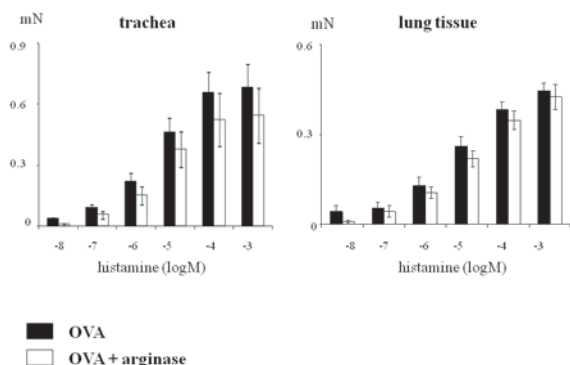 mN
trachea
0.9
0.6
0.3
0
-8 -7 -6 -5 -4 -3
histamine (logM)
mN
lung tissue
0.6
0.3
0
-8 -7 -6 -5 -4 -3
histamine (logM)
OVA
OVA + arginase